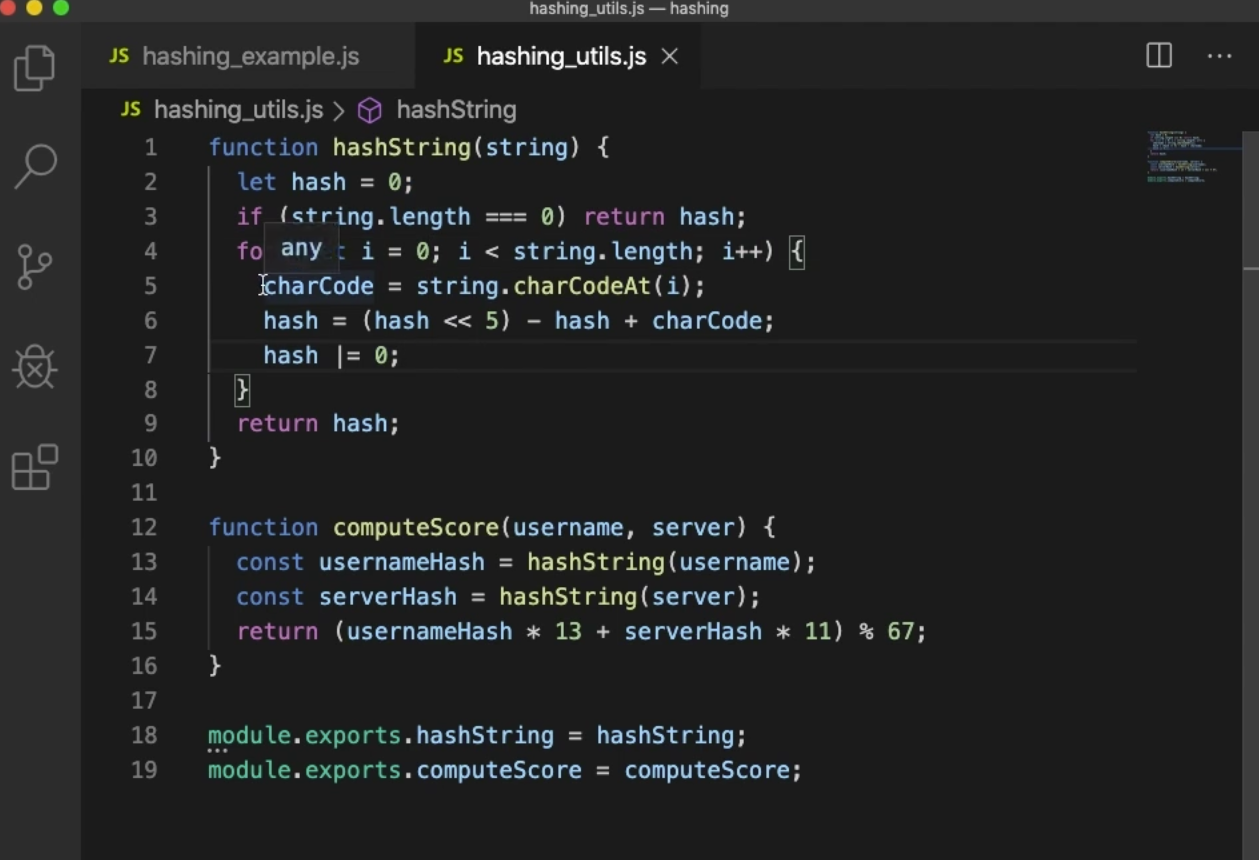 hashing_utils.js — hashing
JS hashing_example.js JS hashing_utils.js
JS hashing_utils.js > hashString
1 function hashString(string) {
2 let hash = 0;
3 if (string.length === 0) return hash;
any
4 fo t i = 0; i < string.length; i++) {
5 charCode = string.charCodeAt(i);
6 hash = (hash << 5) - hash + charCode;
7 hash |= 0;
8 }
9 return hash;
10 }
11
12 function computeScore(username, server) {
13 const usernameHash = hashString(username);
14 const serverHash = hashString(server);
15 return (usernameHash * 13 + serverHash * 11) % 67;
16 }
17
18 module.exports.hashString = hashString;
19 module.exports.computeScore = computeScore;